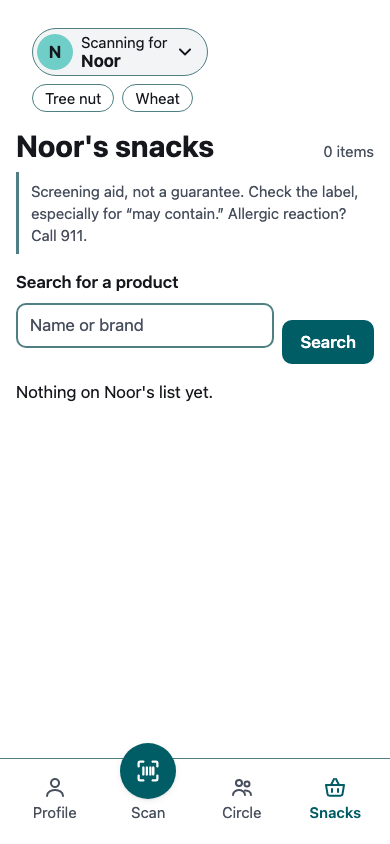 N
Scanning for
Noor
Tree nut
Wheat
Noor's snacks
0 items
Screening aid, not a guarantee. Check the label,
especially for “may contain.” Allergic reaction?
Call 911.
Search for a product
Name or brand
Search
Nothing on Noor's list yet.
Profile
Scan
Circle
Snacks